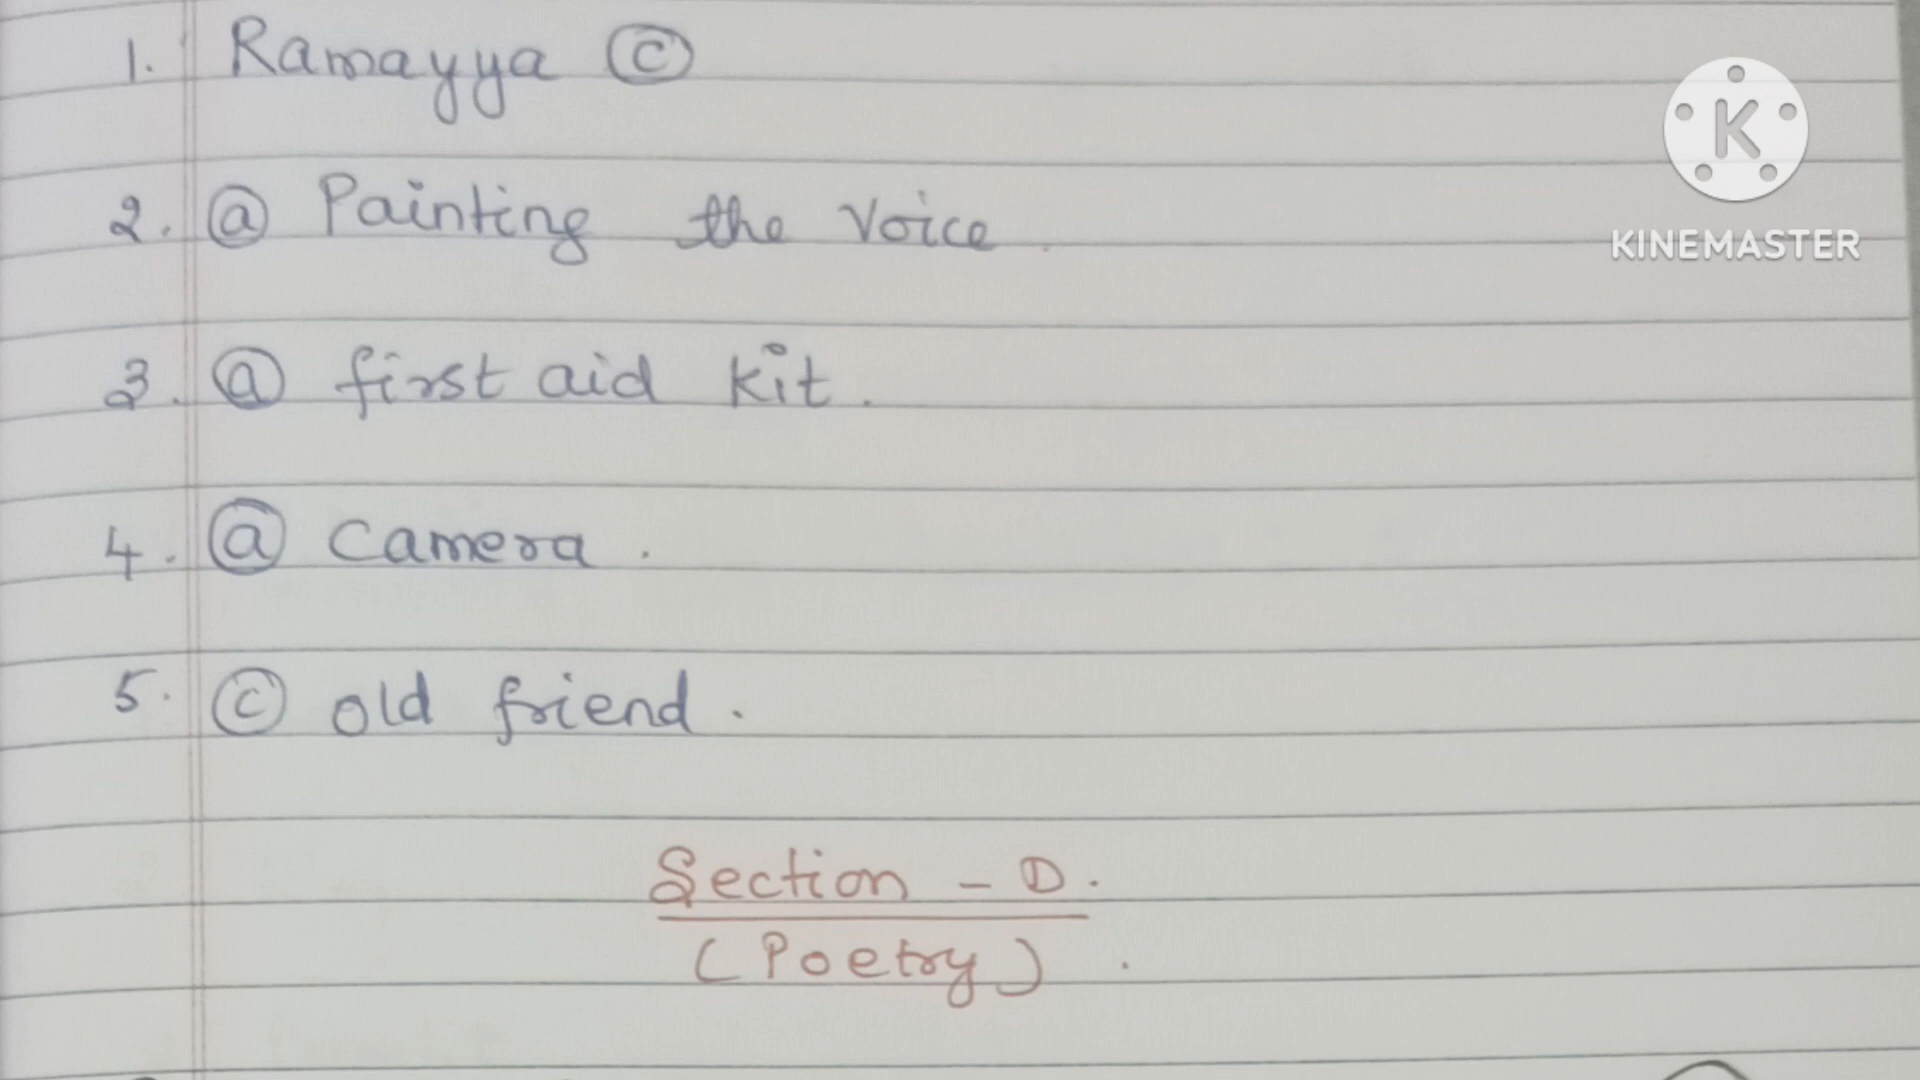 1. Ramayya ⓒ
2. ⓐ Painting the Voice
3. ⓐ first aid kit.
4. ⓐ Camera.
5. ⓒ old friend.
Section - D.
(Poetry).
K
KINEMASTER